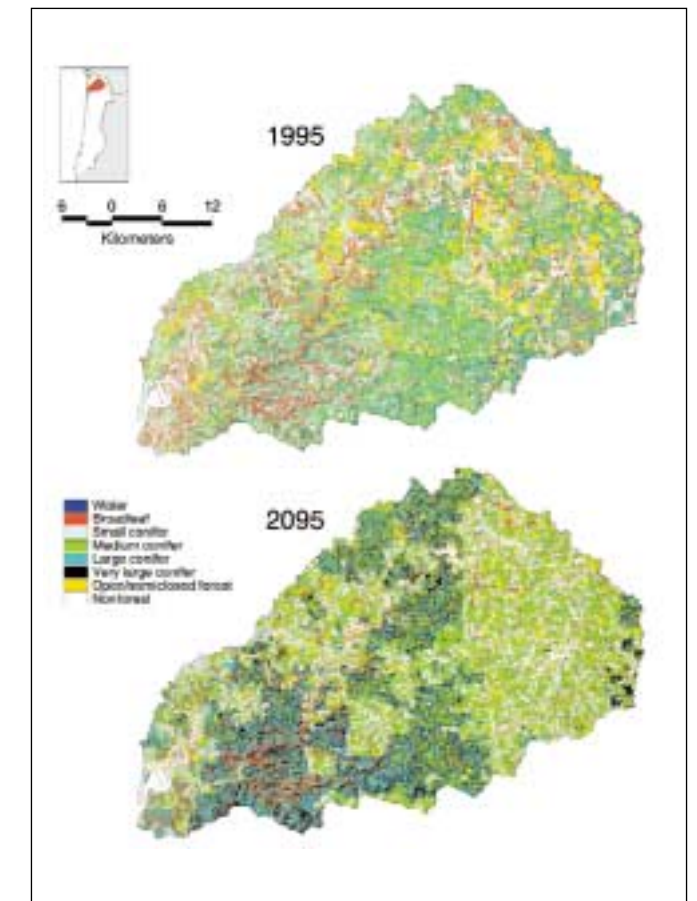 1995
6 0 6 12
Kilometers
2095
Water
Broadleaf
Small conifer
Medium conifer
Large conifer
Very large conifer
Open/semiclosed forest
Nonforest